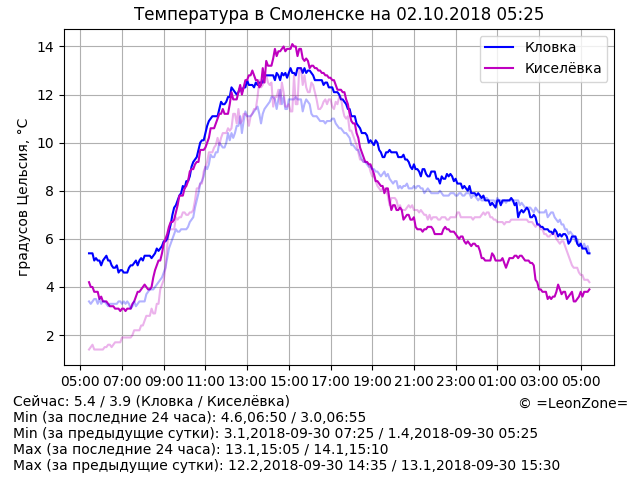 Температура в Смоленске на 02.10.2018 05:25
Кловка
Киселёвка
градусов Цельсия, °C
14
12
10
8
6
4
2
05:00 07:00 09:00 11:00 13:00 15:00 17:00 19:00 21:00 23:00 01:00 03:00 05:00
Сейчас: 5.4 / 3.9 (Кловка / Киселёвка)
© =LeonZone=
Min (за последние 24 часа): 4.6,06:50 / 3.0,06:55
Min (за предыдущие сутки): 3.1,2018-09-30 07:25 / 1.4,2018-09-30 05:25
Max (за последние 24 часа): 13.1,15:05 / 14.1,15:10
Max (за предыдущие сутки): 12.2,2018-09-30 14:35 / 13.1,2018-09-30 15:30